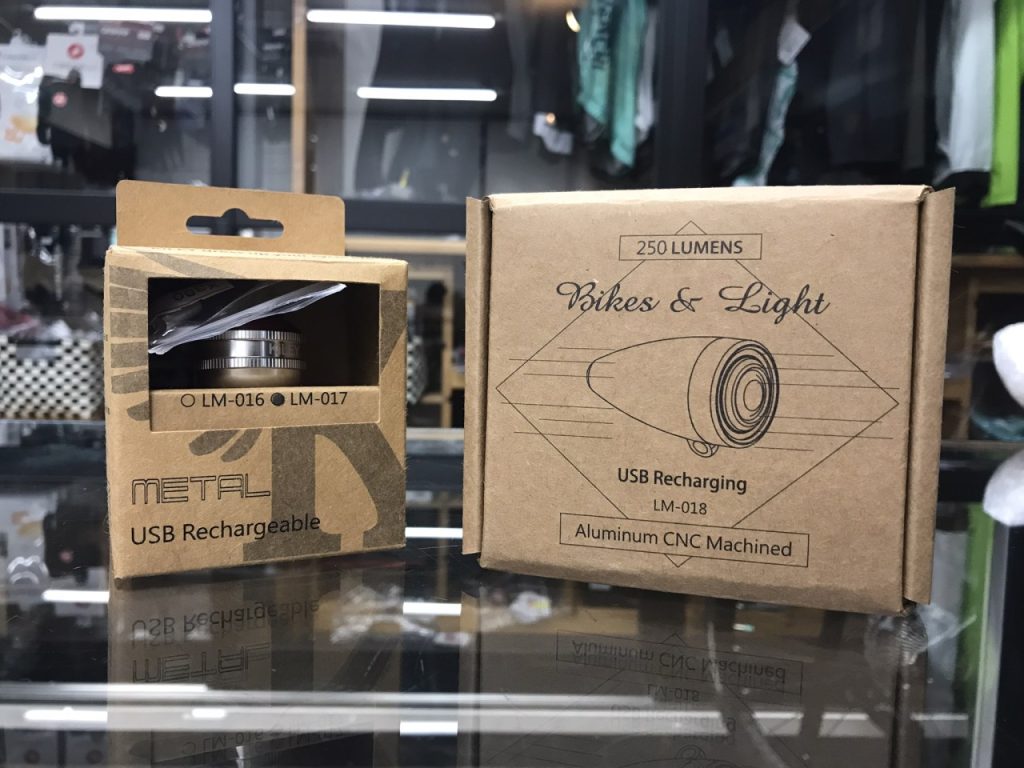 LM-016 LM-017
METAL
USB Rechargeable
250 LUMENS
Bikes & Light
USB Recharging
LM-018
Aluminum CNC Machined